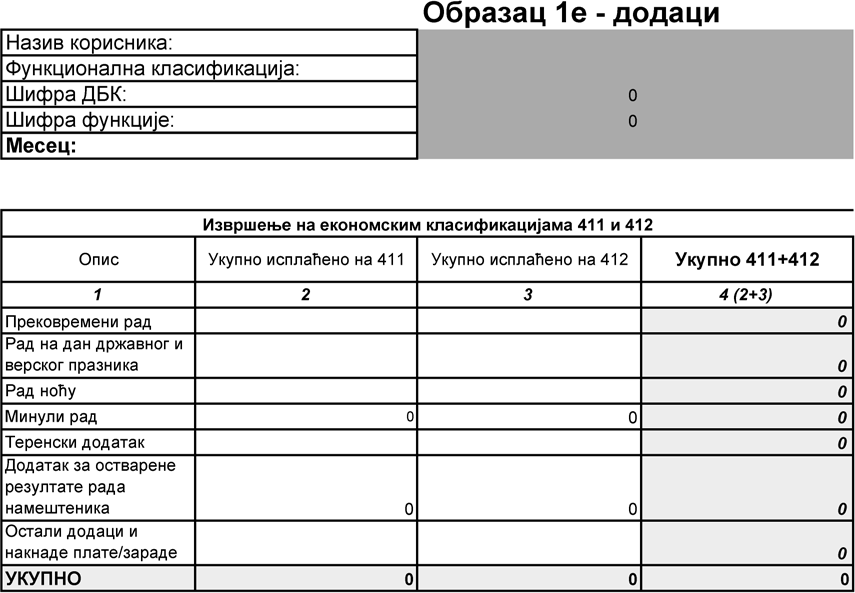 Образац 1е - додаци
Назив корисника:
Функционална класификација:
Шифра ДБК: 0
Шифра функције: 0
Месец:
Извршење на економским класификацијама 411 и 412
Опис Укупно исплаћено на 411 Укупно исплаћено на 412 Укупно 411+412
1 2 3 4 (2+3)
Прековремени рад 0
Рад на дан државног и
верског празника 0
Рад ноћу 0
Минули рад 0 0 0
Теренски додатак 0
Додатак за остварене
резултате рада
намештеника 0 0 0
Остали додаци и
накнаде плате/зараде 0
УКУПНО 0 0 0